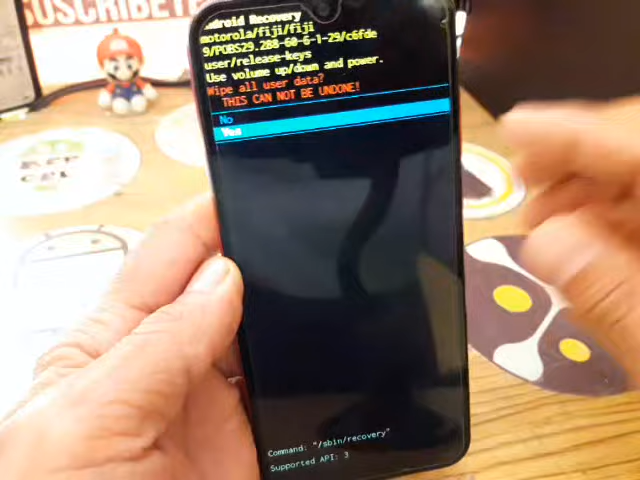 SUSCRIBETE
Android Recovery
motorola/fiji/fiji
9/POBS29.288-60-6-1-29/c6fde
user/release-keys
Use volume up/down and power.
Wipe all user data?
THIS CAN NOT BE UNDONE!
No
Yes
Command: "/sbin/recovery"
Supported API: 3